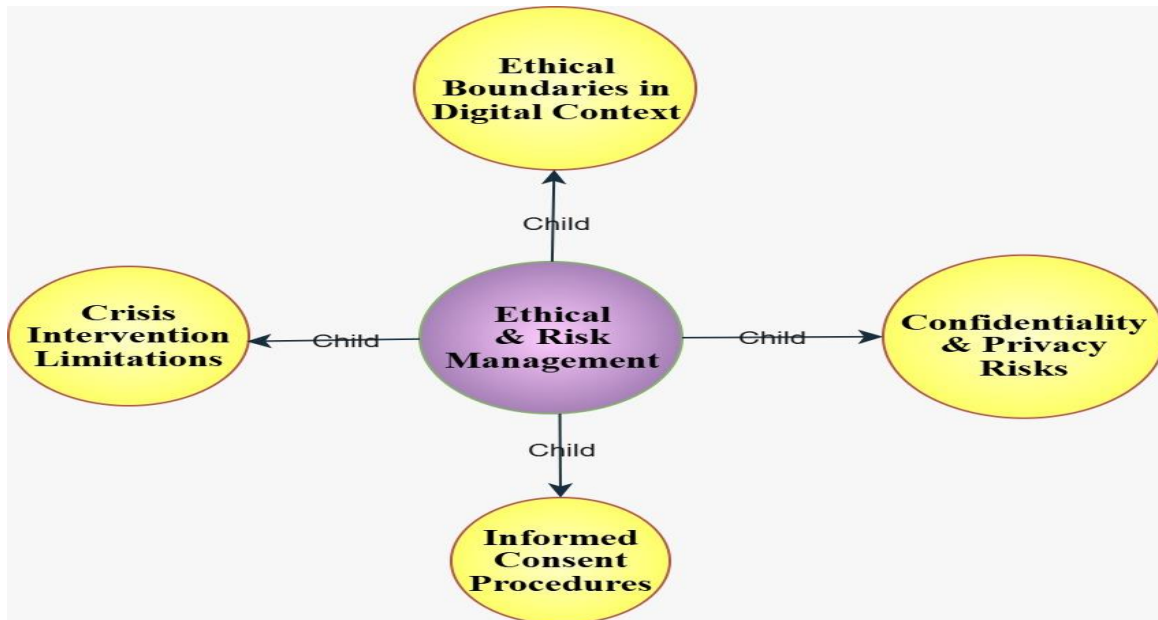 Ethical
Boundaries in
Digital Context
Child
Crisis
Intervention
Limitations
Child
Ethical
& Risk
Management
Child
Confidentiality
& Privacy
Risks
Child
Informed
Consent
Procedures